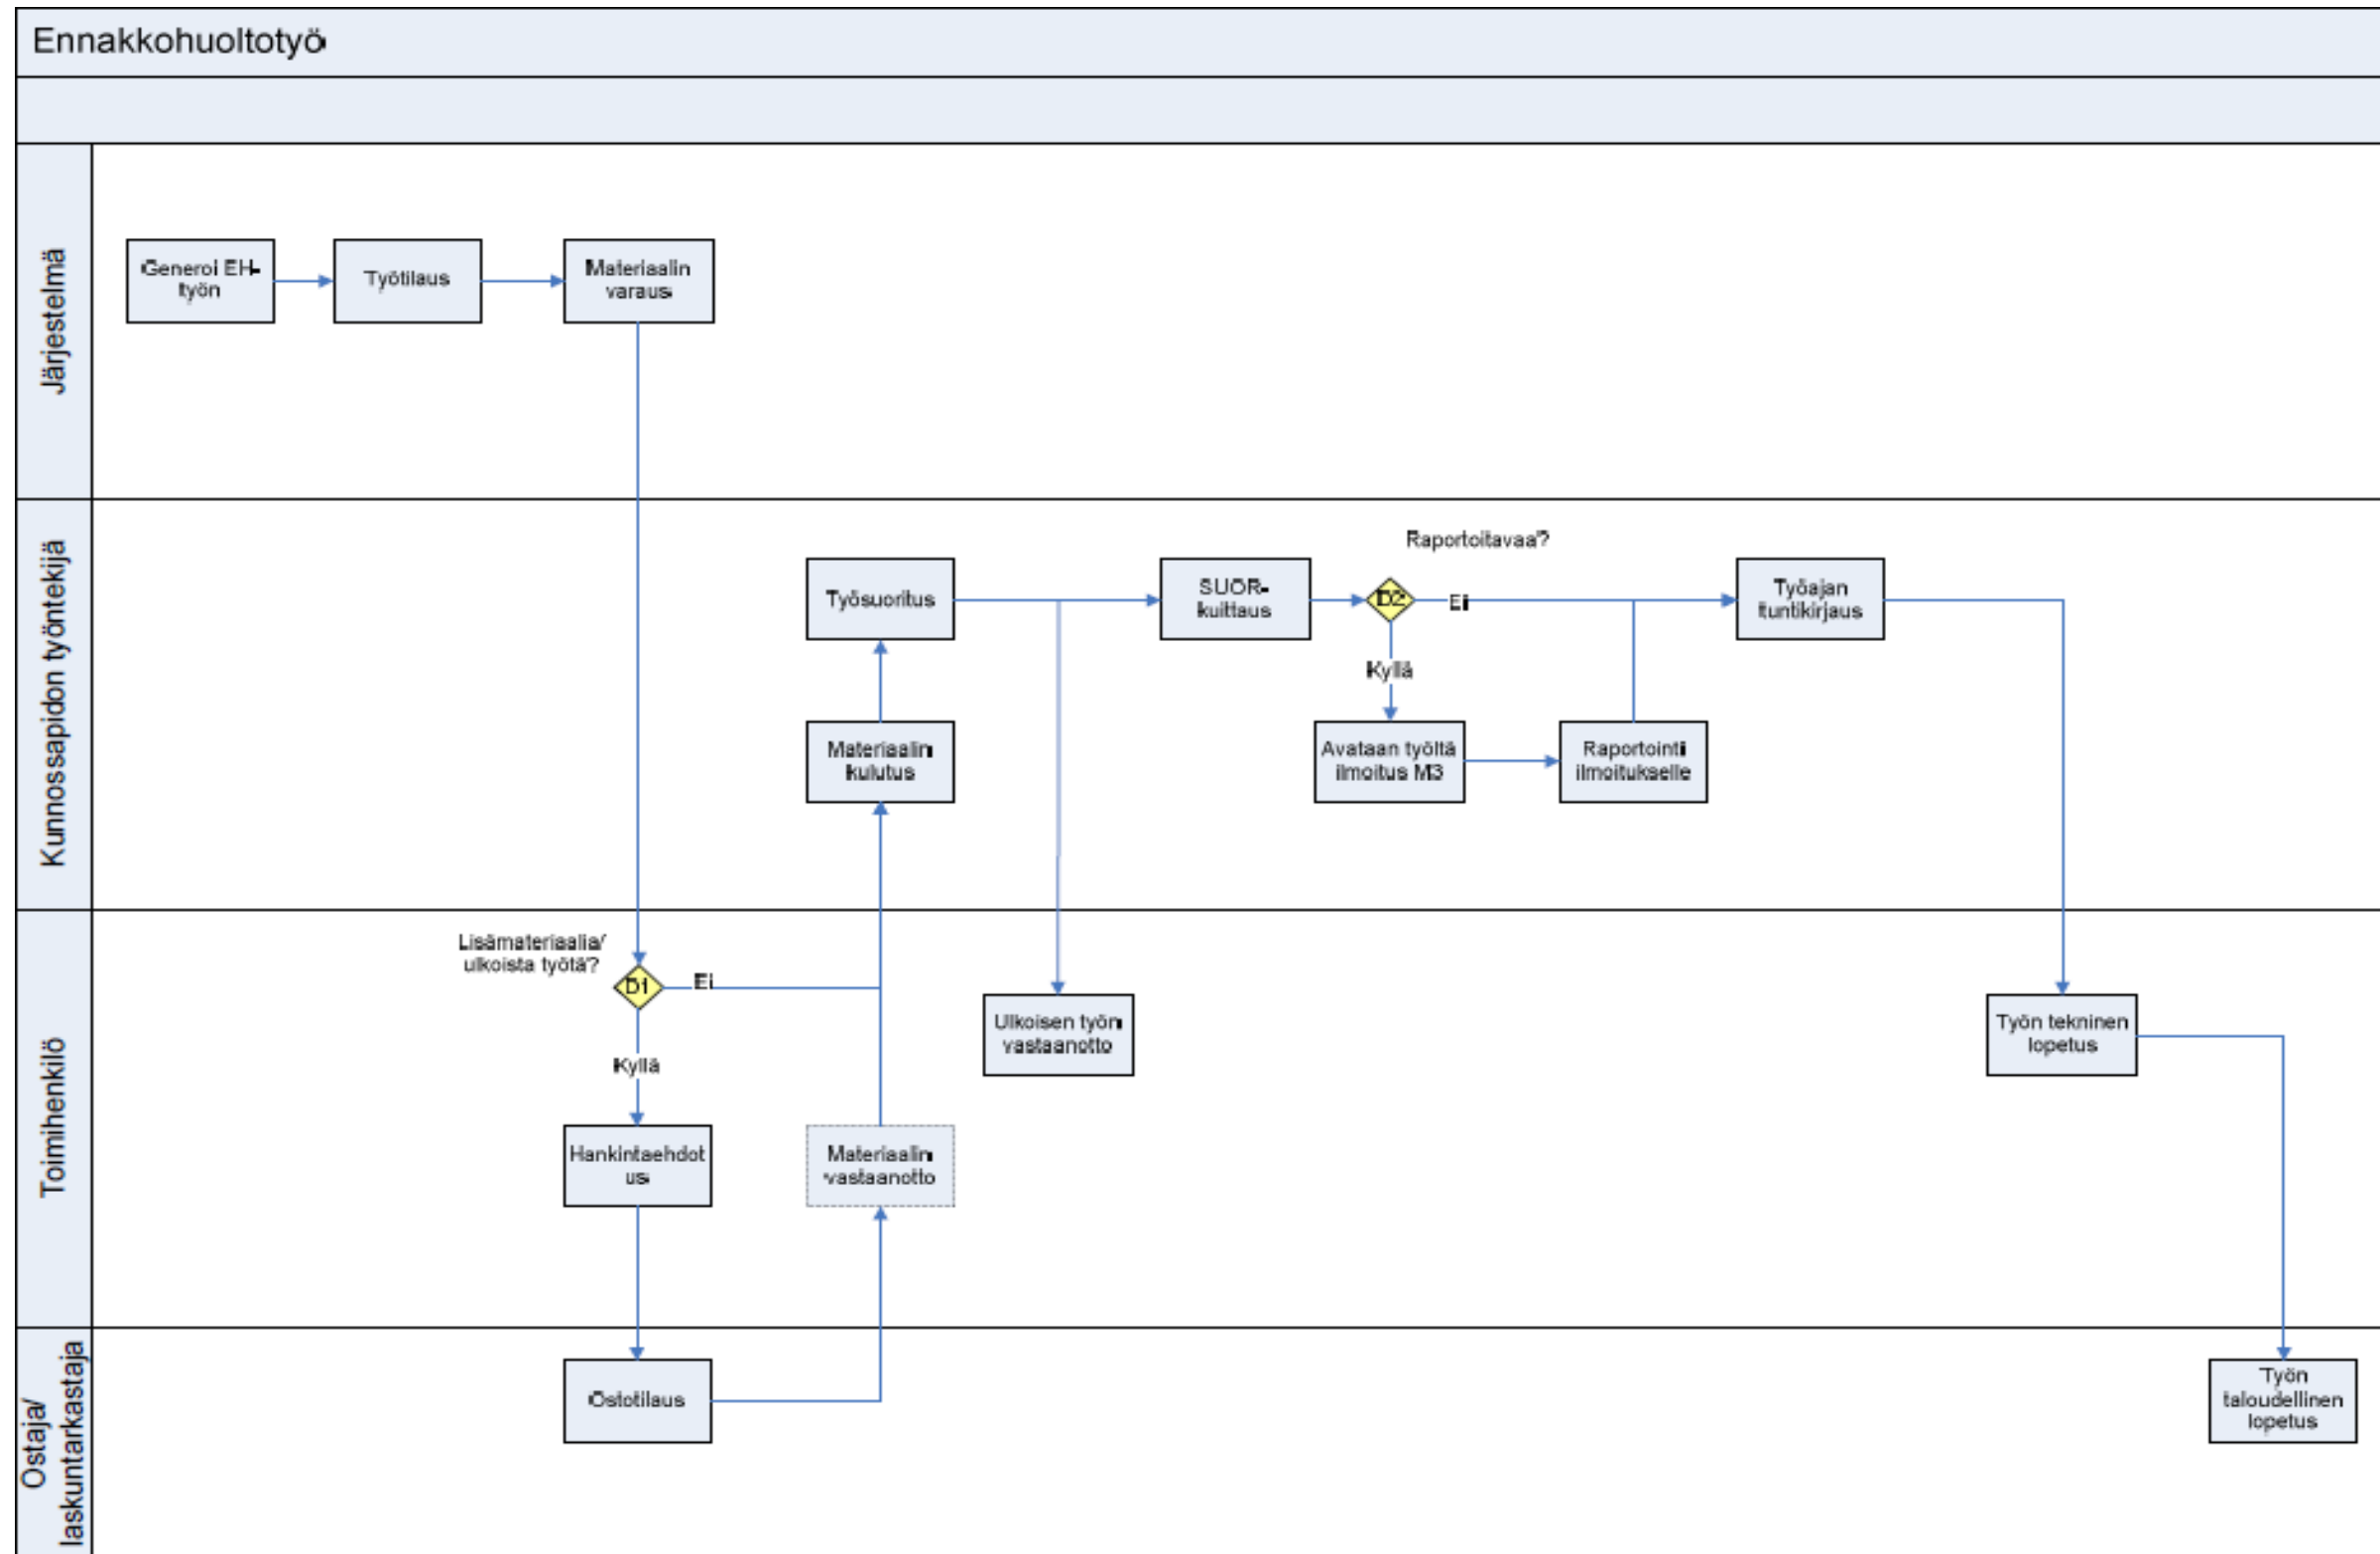 Ennakkohuoltotyö
Järjestelmä
Generoi EH-
työn
Työtilaus
Materiaalin
varaus
Kunnossapidon työntekijä
Raportoitavaa?
Työsuoritus
SUOR-
kuittaus
D2
Ei
Työajan
tuntikirjaus
Kyllä
Materiaalin
kulutus
Avataan työltä
ilmoitus M3
Raportointi
ilmoitukselle
Toimihenkilö
Lisämateriaalia/
ulkoista työtä?
D1
Ei
Ulkoisen työn
vastaanotto
Työn tekninen
lopetus
Kyllä
Hankintaehdot
us
Materiaalin
vastaanotto
Ostaja/
laskuntarkastaja
Ostotilaus
Työn
taloudellinen
lopetus